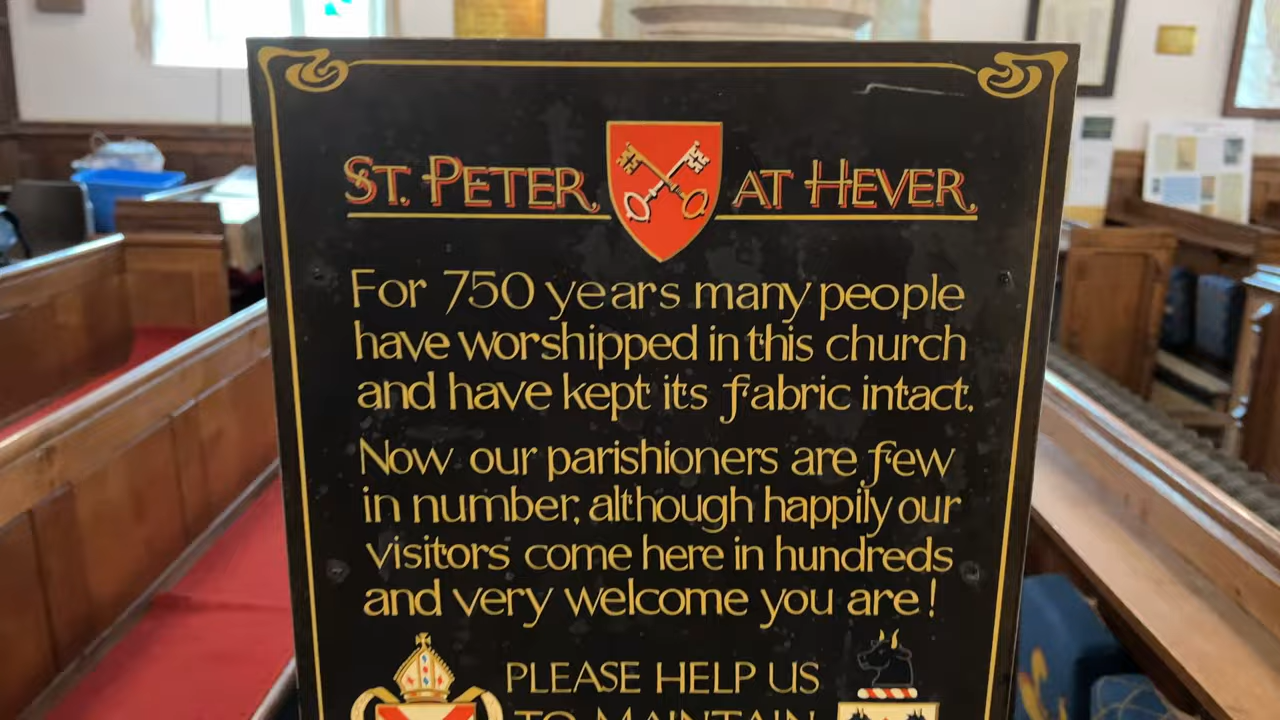 ST. PETER, AT HEVER,
For 750 years many people
have worshipped in this church
and have kept its fabric intact.
Now our parishioners are few
in number, although happily our
visitors come here in hundreds
and very welcome you are!
PLEASE HELP US
TO MAINTAIN